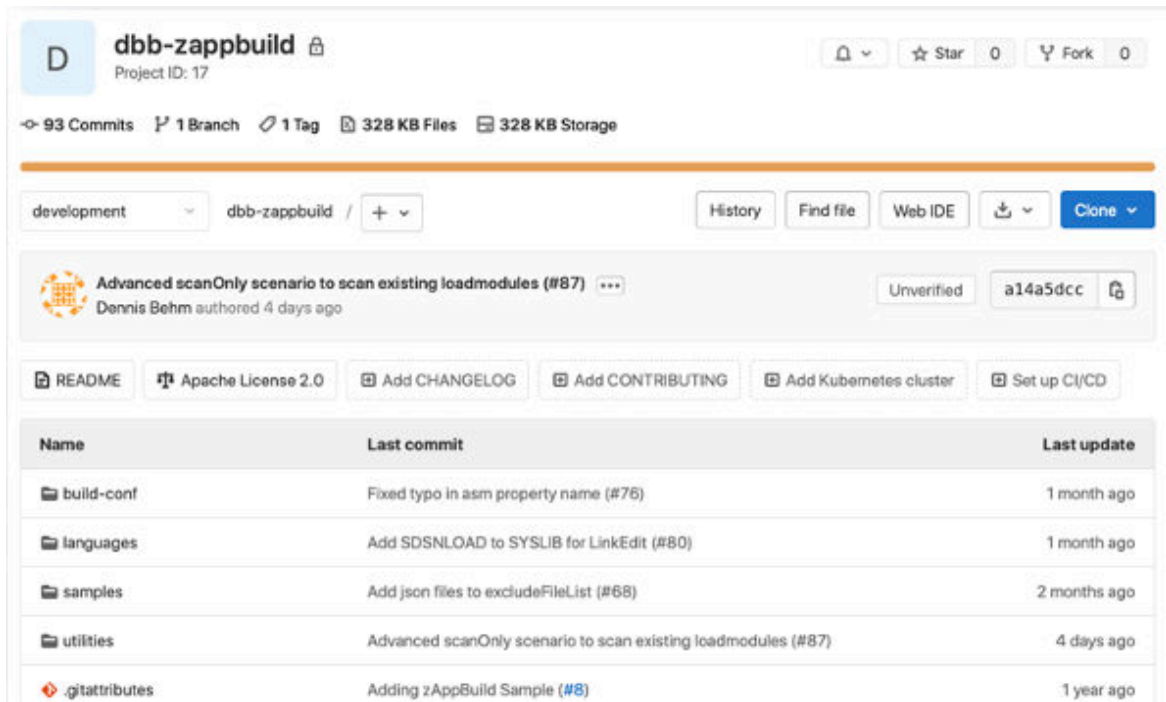 D
dbb-zappbuild
Project ID: 17
Star 0 Fork 0
93 Commits 1 Branch 1 Tag 328 KB Files 328 KB Storage
development dbb-zappbuild / + History Find file Web IDE Clone
Advanced scanOnly scenario to scan existing loadmodules (#87) ...
Dennis Behm authored 4 days ago
Unverified a14a5dcc
README Apache License 2.0 Add CHANGELOG Add CONTRIBUTING Add Kubernetes cluster Set up CI/CD
Name Last commit Last update
build-conf Fixed typo in asm property name (#76) 1 month ago
languages Add SDSNLOAD to SYSLIB for LinkEdit (#80) 1 month ago
samples Add json files to excludeFileList (#68) 2 months ago
utilities Advanced scanOnly scenario to scan existing loadmodules (#87) 4 days ago
.gitattributes Adding zAppBuild Sample (#8) 1 year ago